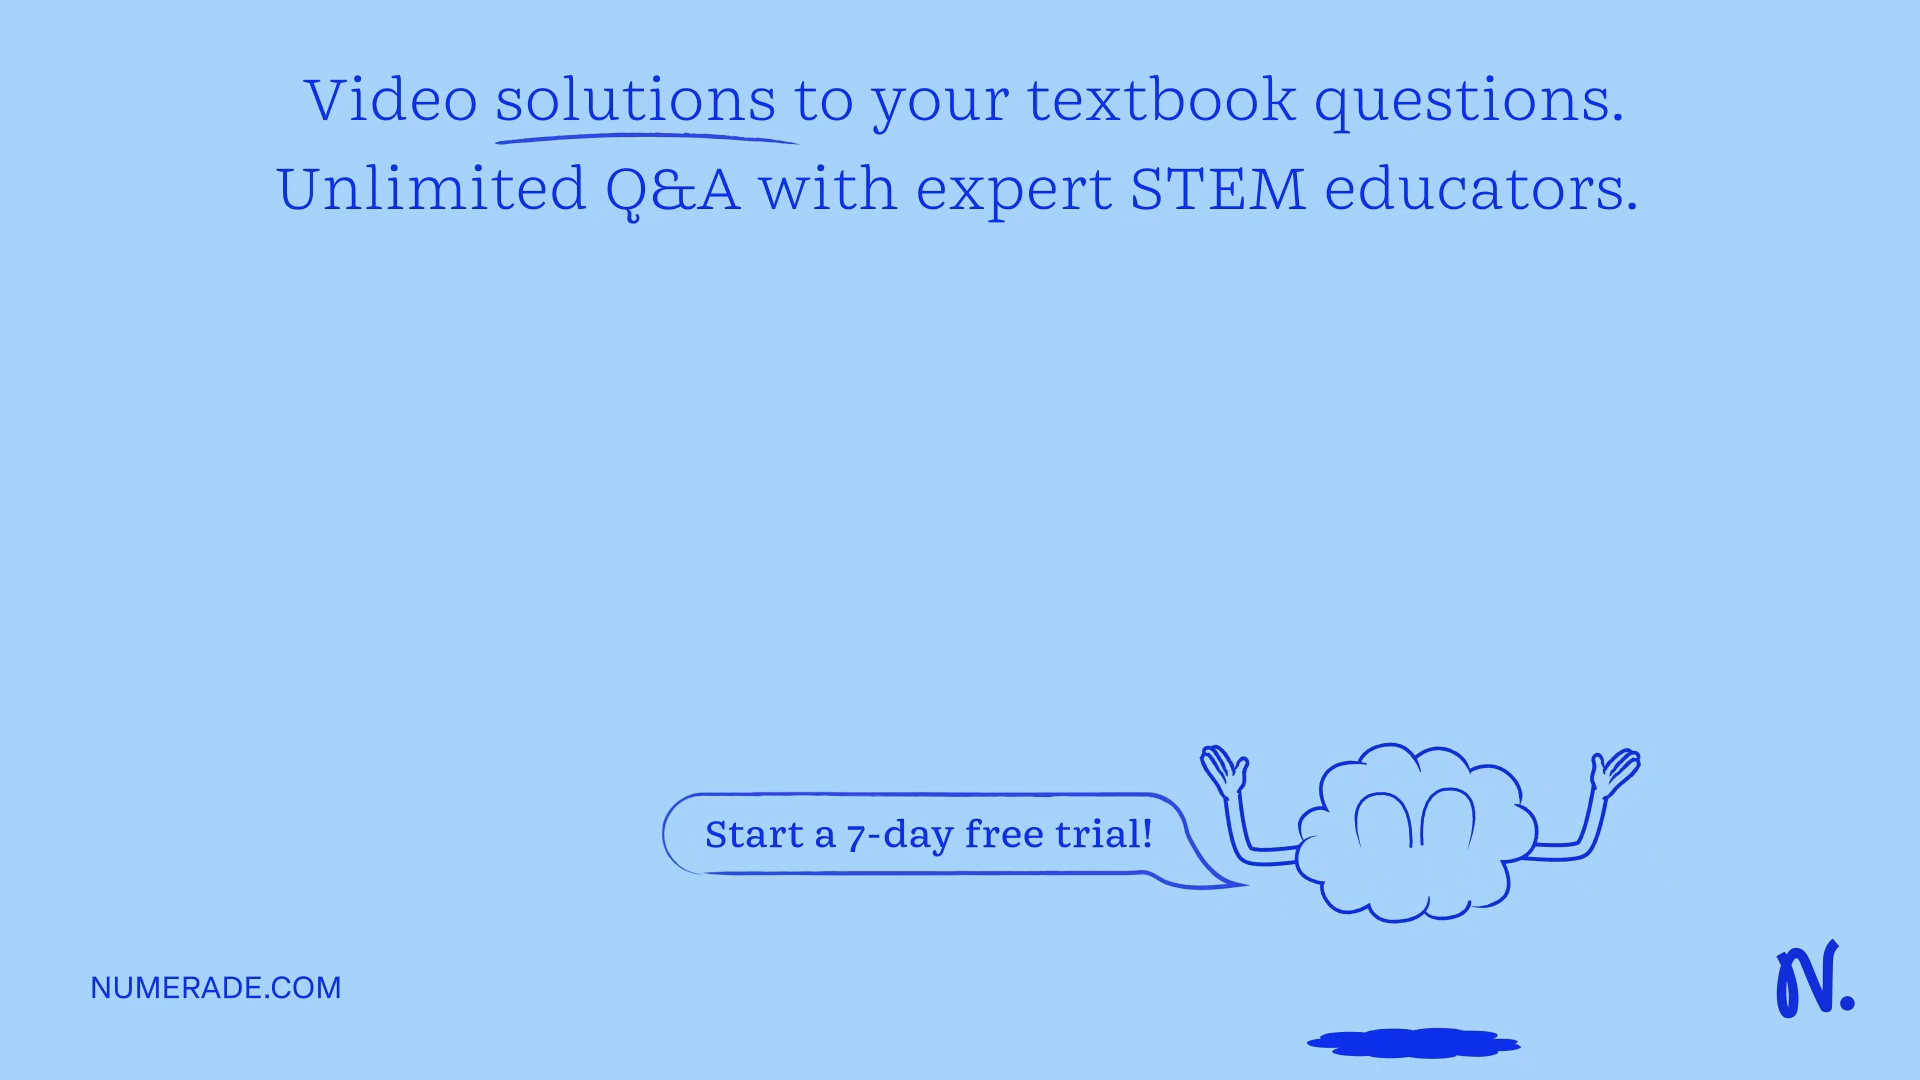 Video solutions to your textbook questions.
Unlimited Q&A with expert STEM educators.
Start a 7-day free trial!
NUMERADE.COM
N.